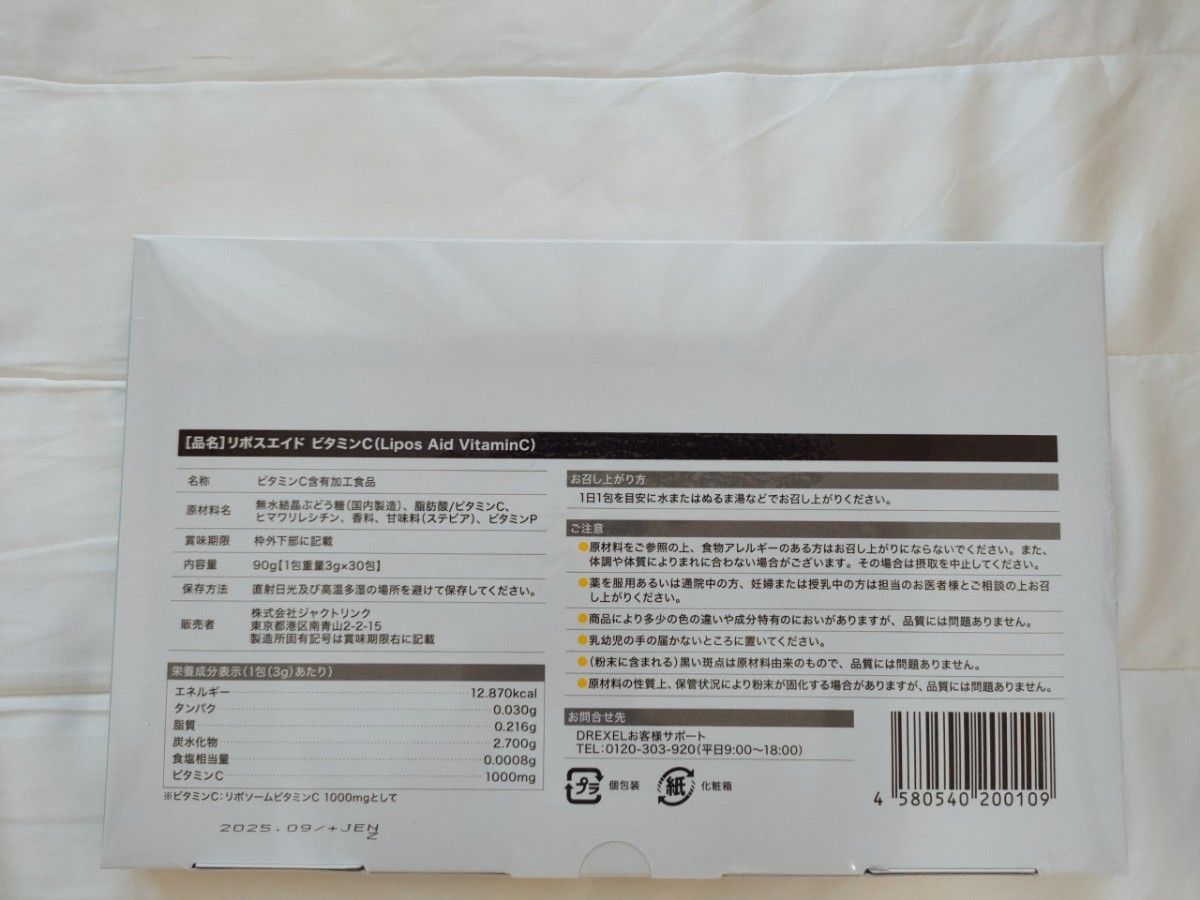 [品名]リポスエイド ビタミンC(Lipos Aid VitaminC)
名称 ビタミンC含有加工食品
原材料名 無水結晶ぶどう糖(国内製造)、脂肪酸/ビタミンC、
ヒマワリレシチン、香料、甘味料(ステビア)、ビタミンP
賞味期限 枠外下部に記載
内容量 90g[1包重量3g×30包]
保存方法 直射日光及び高温多湿の場所を避けて保存してください。
販売者 株式会社ジャクトリンク
東京都港区南青山2-2-15
製造所固有記号は賞味期限右に記載
栄養成分表示(1包(3g)あたり)
エネルギー 12.870kcal
タンパク 0.030g
脂質 0.216g
炭水化物 2.700g
食塩相当量 0.0008g
ビタミンC 1000mg
※ビタミンC:リポソームビタミンC 1000mgとして
2025.09/+JEN
Z
お召し上がり方
1日1包を目安に水またはぬるま湯などでお召し上がりください。
ご注意
●原材料をご参照の上、食物アレルギーのある方はお召し上がりにならないでください。また、
体調や体質によりまれに合わない場合がございます。その場合は摂取を中止してください。
●薬を服用あるいは通院中の方、妊婦または授乳中の方は担当のお医者様とご相談の上お召
し上がりください。
●商品により多少の色の違いや成分特有のにおいがありますが、品質には問題ありません。
●乳幼児の手の届かないところに置いてください。
●(粉末に含まれる)黒い斑点は原材料由来のもので、品質には問題ありません。
●原材料の性質上、保管状況により粉末が固化する場合がありますが、品質には問題ありません。
お問合せ先
DREXELお客様サポート
TEL:0120-303-920(平日9:00〜18:00)
プラ 個包装 紙 化粧箱
4 580540 200109